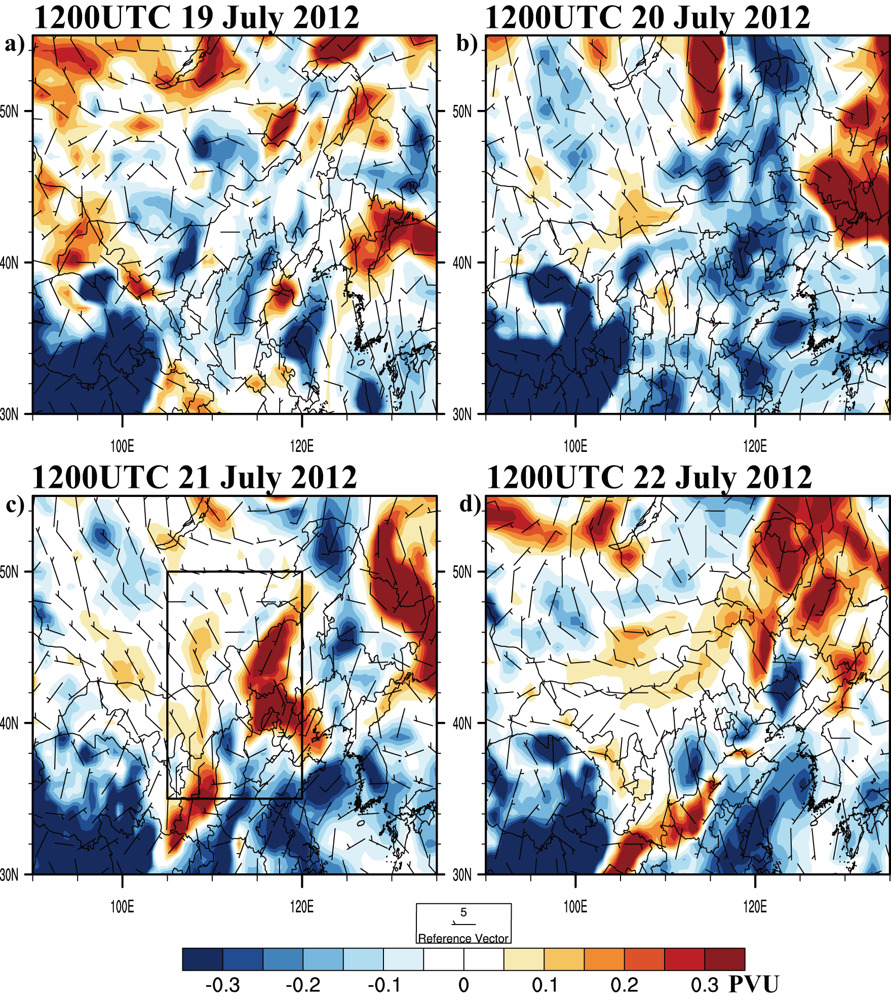 1200UTC 19 July 2012
1200UTC 20 July 2012
a)
b)
50N
50N
40N
40N
30N
30N
100E
120E
100E
120E
1200UTC 21 July 2012
1200UTC 22 July 2012
c)
d)
50N
50N
40N
40N
30N
30N
100E
120E
100E
120E
5
Reference Vector
-0.3
-0.2
-0.1
0
0.1
0.2
0.3
PVU